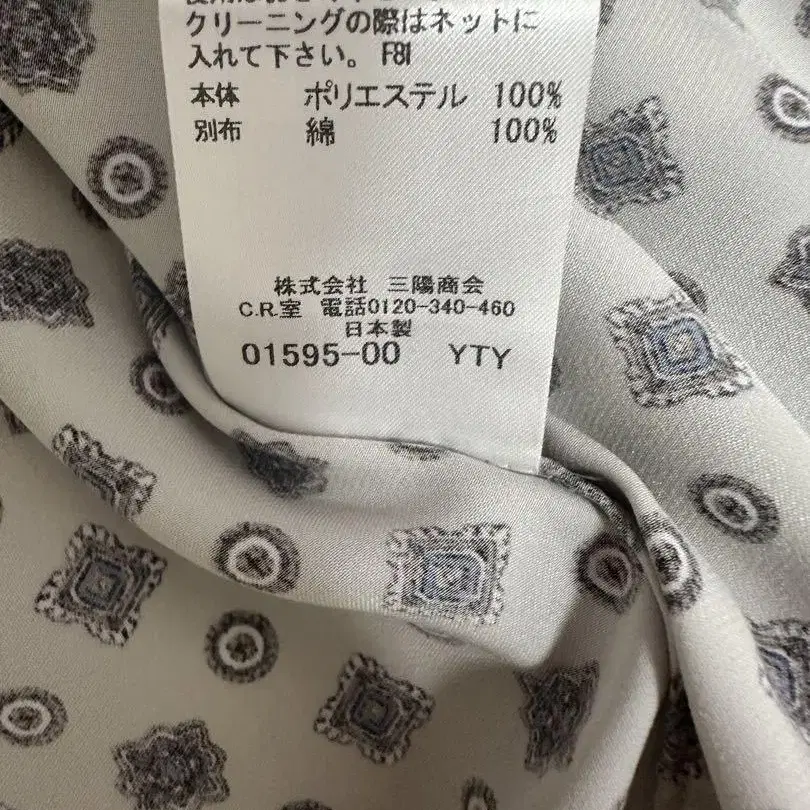 クリーニングの際はネットに
入れて下さい。 F81
本体 ポリエステル 100%
別布 綿 100%
株式会社 三陽商会
C.R.室 電話0120-340-460
日本製
01595-00 YTY